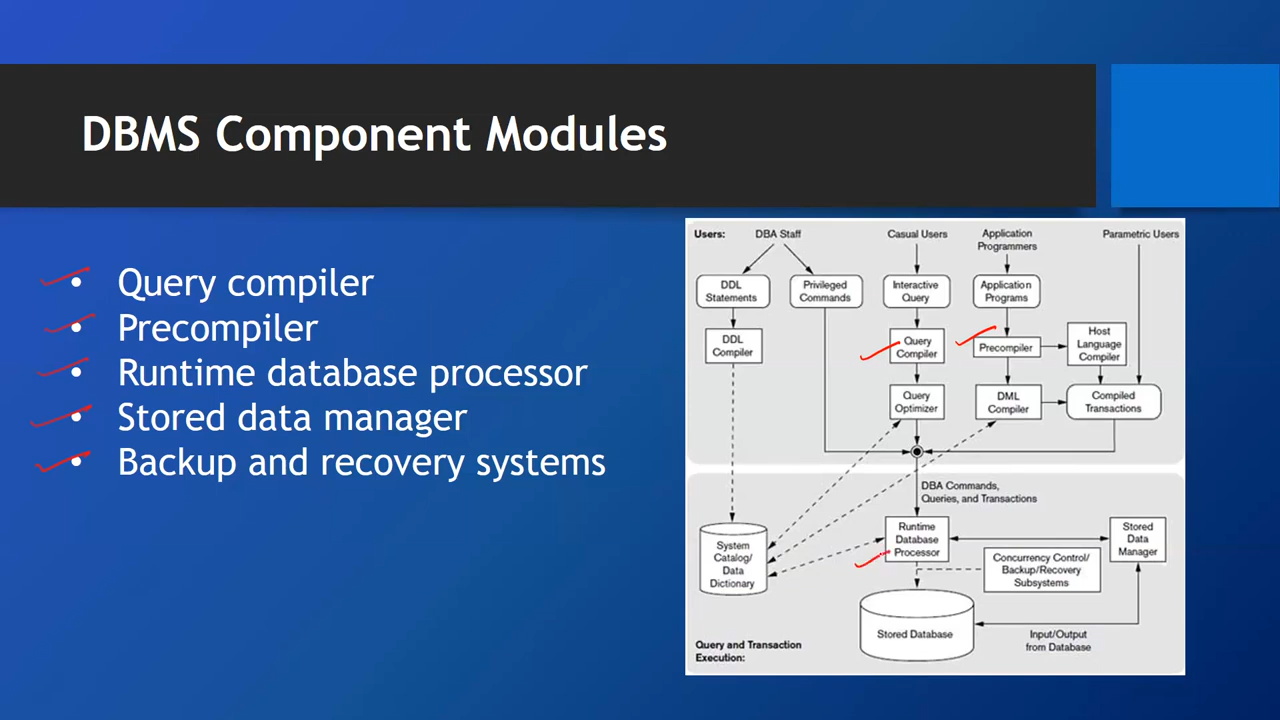 DBMS Component Modules
• Query compiler
• Precompiler
• Runtime database processor
• Stored data manager
• Backup and recovery systems
Users:
DBA Staff
Casual Users
Application
Programmers
Parametric Users
DDL
Statements
Privileged
Commands
Interactive
Query
Application
Programs
DDL
Compiler
Query
Compiler
Precompiler
Host
Language
Compiler
Query
Optimizer
DML
Compiler
Compiled
Transactions
DBA Commands,
Queries, and Transactions
System
Catalog/
Data
Dictionary
Runtime
Database
Processor
Stored
Data
Manager
Concurrency Control/
Backup/Recovery
Subsystems
Stored Database
Input/Output
from Database
Query and Transaction
Execution: